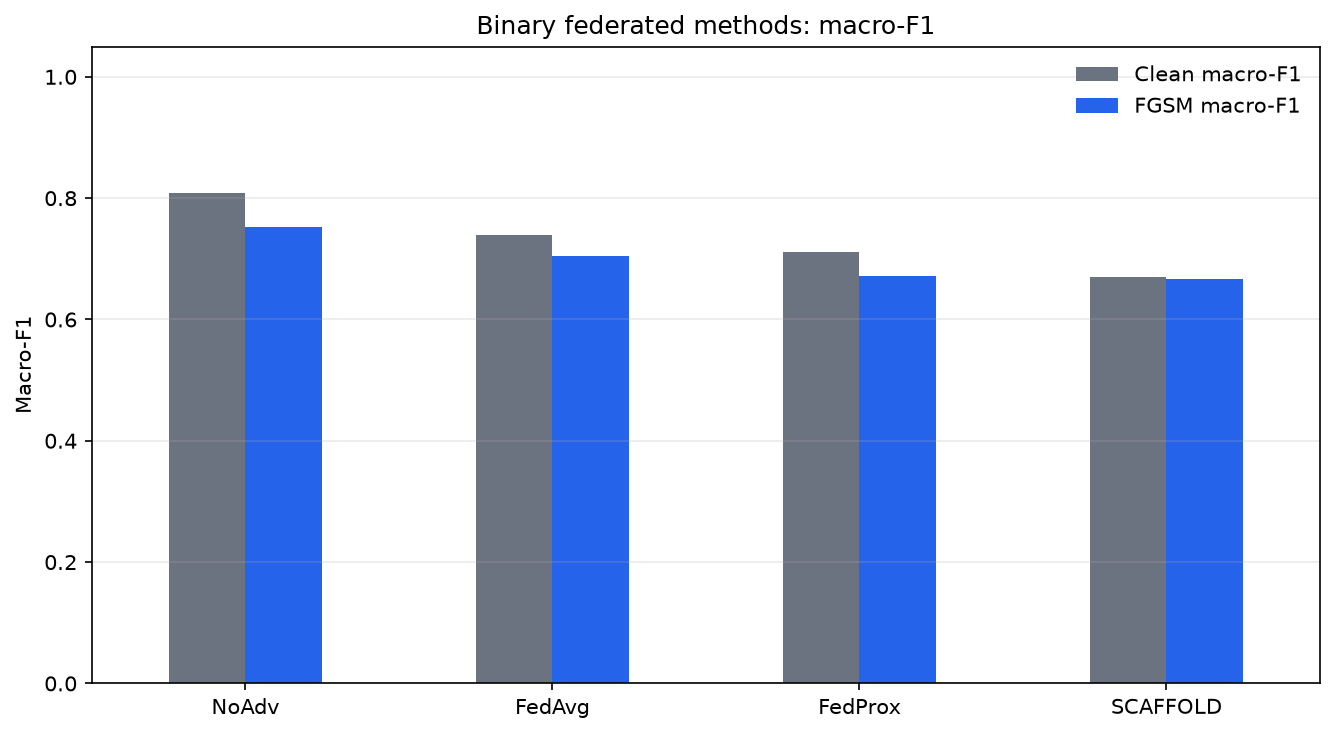 Binary federated methods: macro-F1
Clean macro-F1
FGSM macro-F1
Macro-F1
1.0
0.8
0.6
0.4
0.2
0.0
NoAdv
FedAvg
FedProx
SCAFFOLD